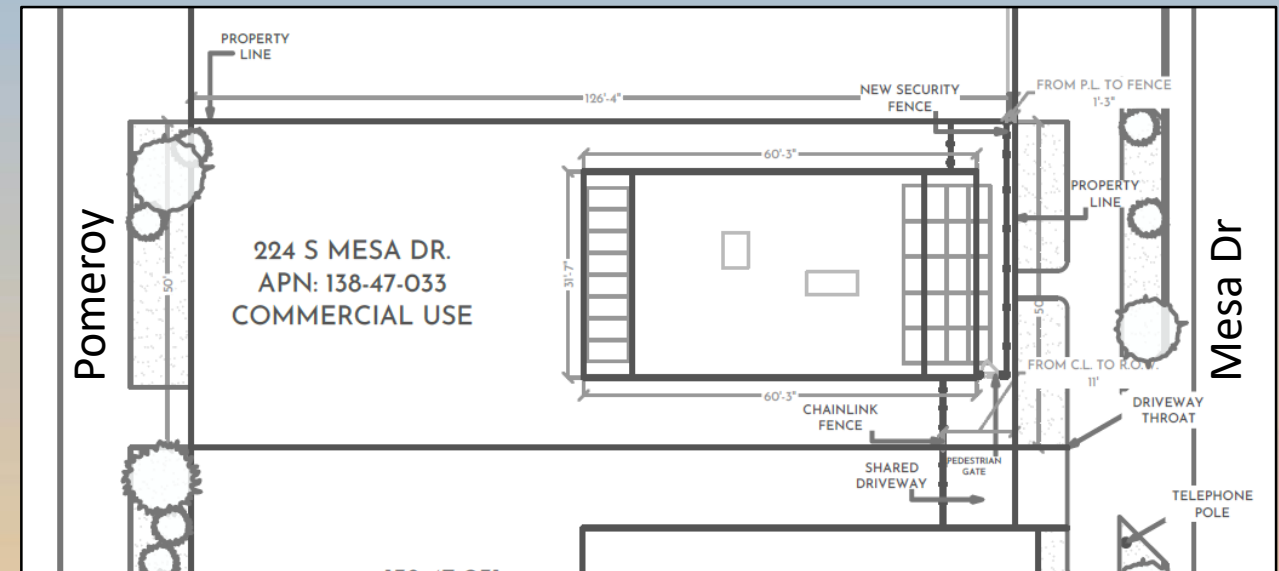 PROPERTY
LINE
126'-4"
NEW SECURITY
FENCE
FROM P.L. TO FENCE
1'-3"
60'-3"
PROPERTY
LINE
Pomeroy
50'
224 S MESA DR.
APN: 138-47-033
COMMERCIAL USE
31'-7"
50'
Mesa Dr
FROM C.L. TO R.O.W.
11'
60'-3"
CHAINLINK
FENCE
DRIVEWAY
THROAT
SHARED
DRIVEWAY
PEDESTRIAN
GATE
TELEPHONE
POLE